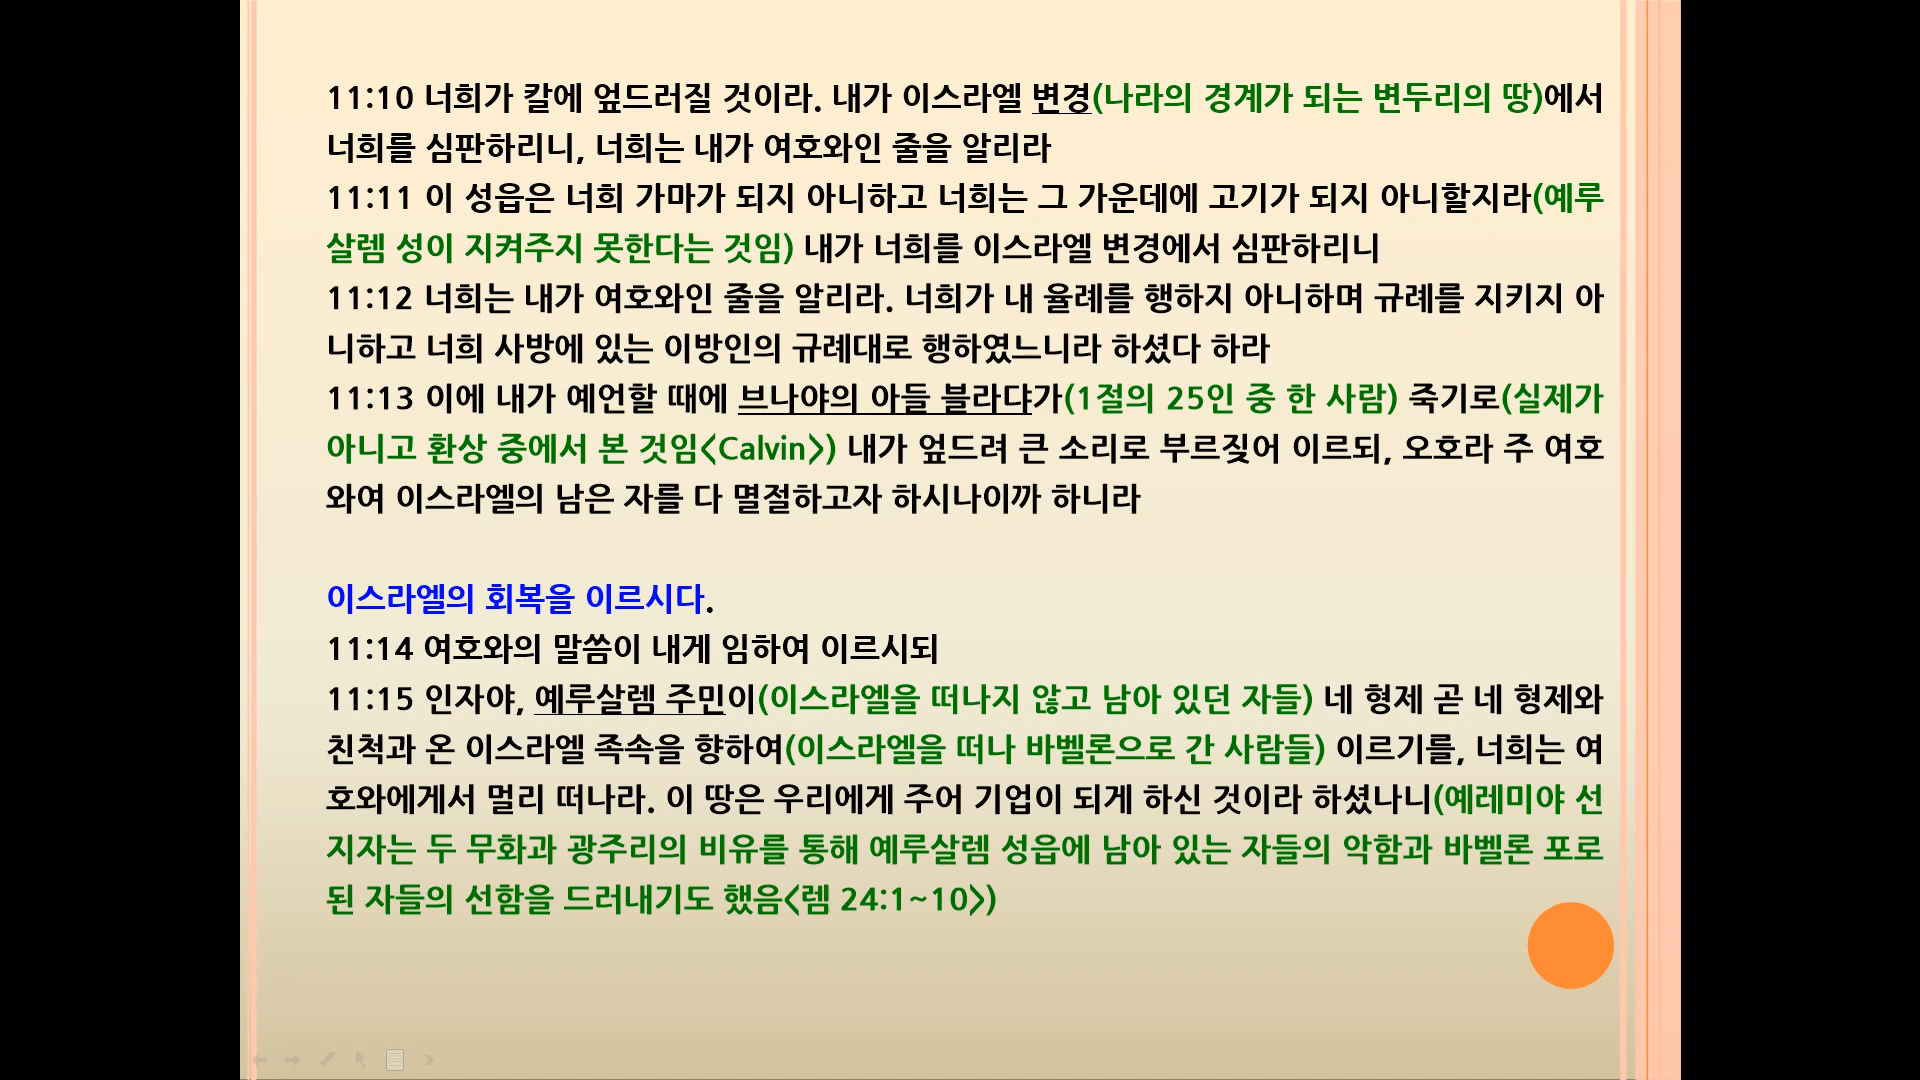 11:10 너희가 칼에 엎드러질 것이라. 내가 이스라엘 변경(나라의 경계가 되는 변두리의 땅)에서
너희를 심판하리니, 너희는 내가 여호와인 줄을 알리라
11:11 이 성읍은 너희 가마가 되지 아니하고 너희는 그 가운데에 고기가 되지 아니할지라(예루
살렘 성이 지켜주지 못한다는 것임) 내가 너희를 이스라엘 변경에서 심판하리니
11:12 너희는 내가 여호와인 줄을 알리라. 너희가 내 율례를 행하지 아니하며 규례를 지키지 아
니하고 너희 사방에 있는 이방인의 규례대로 행하였느니라 하셨다 하라
11:13 이에 내가 예언할 때에 브나야의 아들 블라댜가(1절의 25인 중 한 사람) 죽기로(실제가
아니고 환상 중에서 본 것임<Calvin>) 내가 엎드려 큰 소리로 부르짖어 이르되, 오호라 주 여호
와여 이스라엘의 남은 자를 다 멸절하고자 하시나이까 하니라
이스라엘의 회복을 이르시다.
11:14 여호와의 말씀이 내게 임하여 이르시되
11:15 인자야, 예루살렘 주민이(이스라엘을 떠나지 않고 남아 있던 자들) 네 형제 곧 네 형제와
친척과 온 이스라엘 족속을 향하여(이스라엘을 떠나 바벨론으로 간 사람들) 이르기를, 너희는 여
호와에게서 멀리 떠나라. 이 땅은 우리에게 주어 기업이 되게 하신 것이라 하셨나니(예레미야 선
지자는 두 무화과 광주리의 비유를 통해 예루살렘 성읍에 남아 있는 자들의 악함과 바벨론 포로
된 자들의 선함을 드러내기도 했음<렘 24:1~10>)